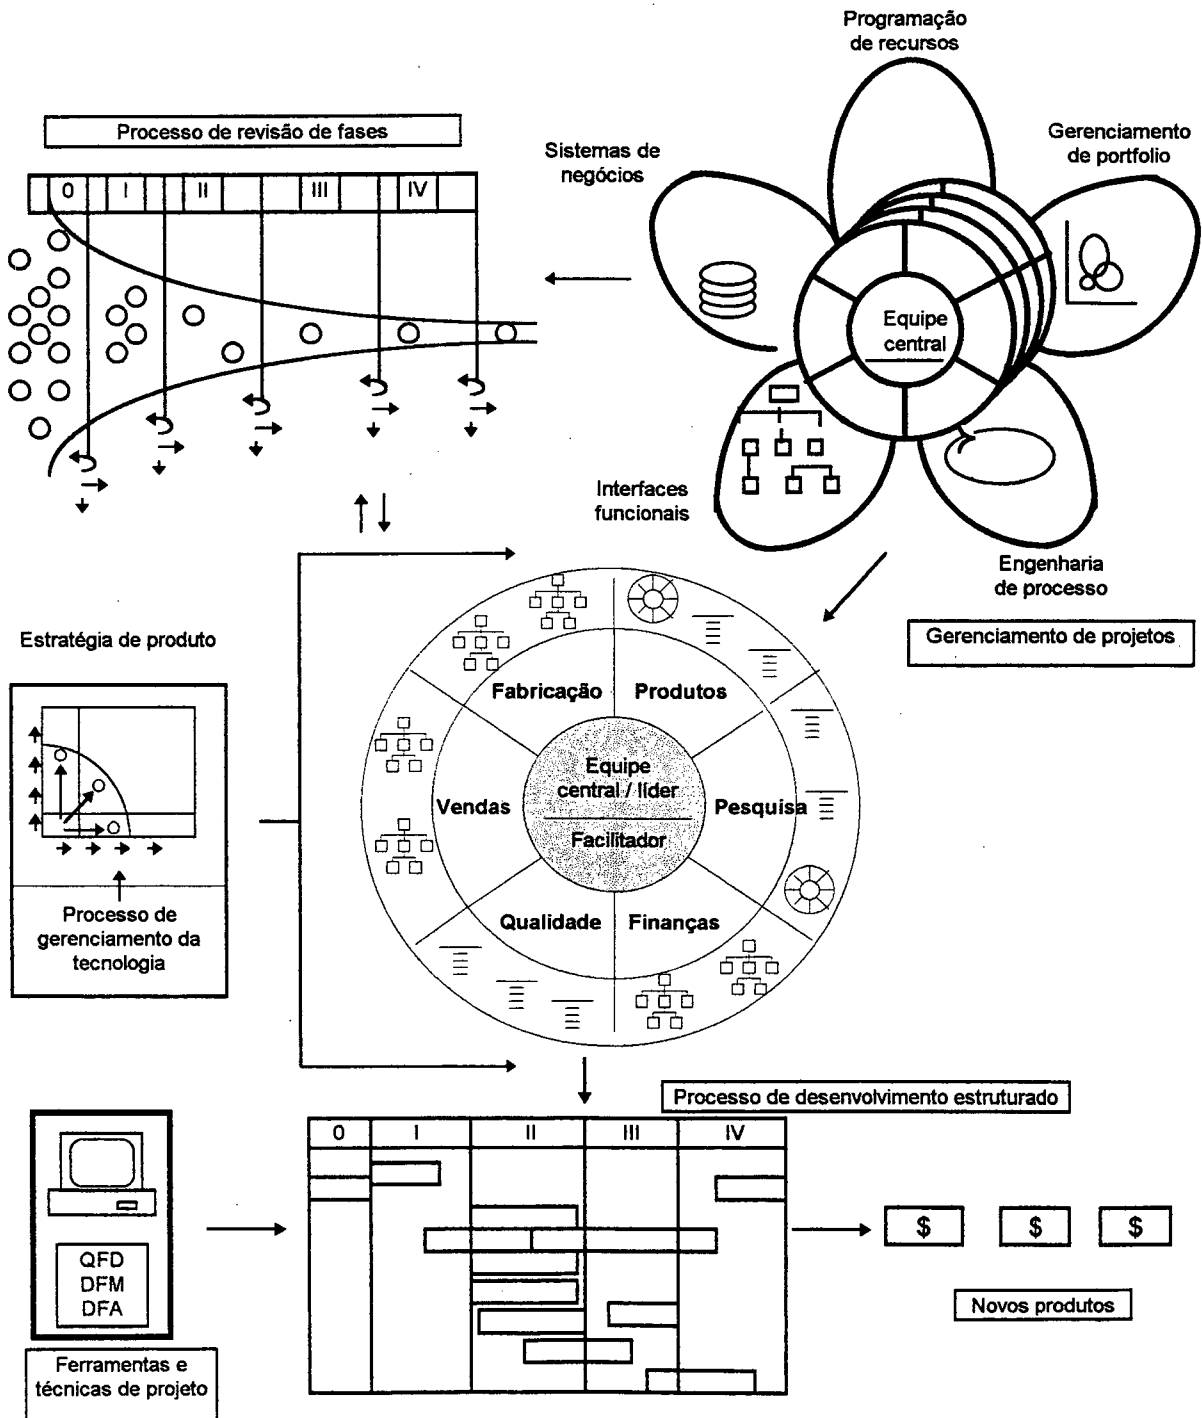 Programação
de recursos
Processo de revisão de fases
Sistemas de
negócios
Gerenciamento
de portfolio
0 I II III IV
Equipe
central
Interfaces
funcionais
Engenharia
de processo
Gerenciamento de projetos
Estratégia de produto
Fabricação
Produtos
Equipe
central / líder
Vendas
Pesquisa
Facilitador
Qualidade
Finanças
Processo de
gerenciamento da
tecnologia
Processo de desenvolvimento estruturado
0 I II III IV
QFD
DFM
DFA
$ $ $
Novos produtos
Ferramentas e
técnicas de projeto